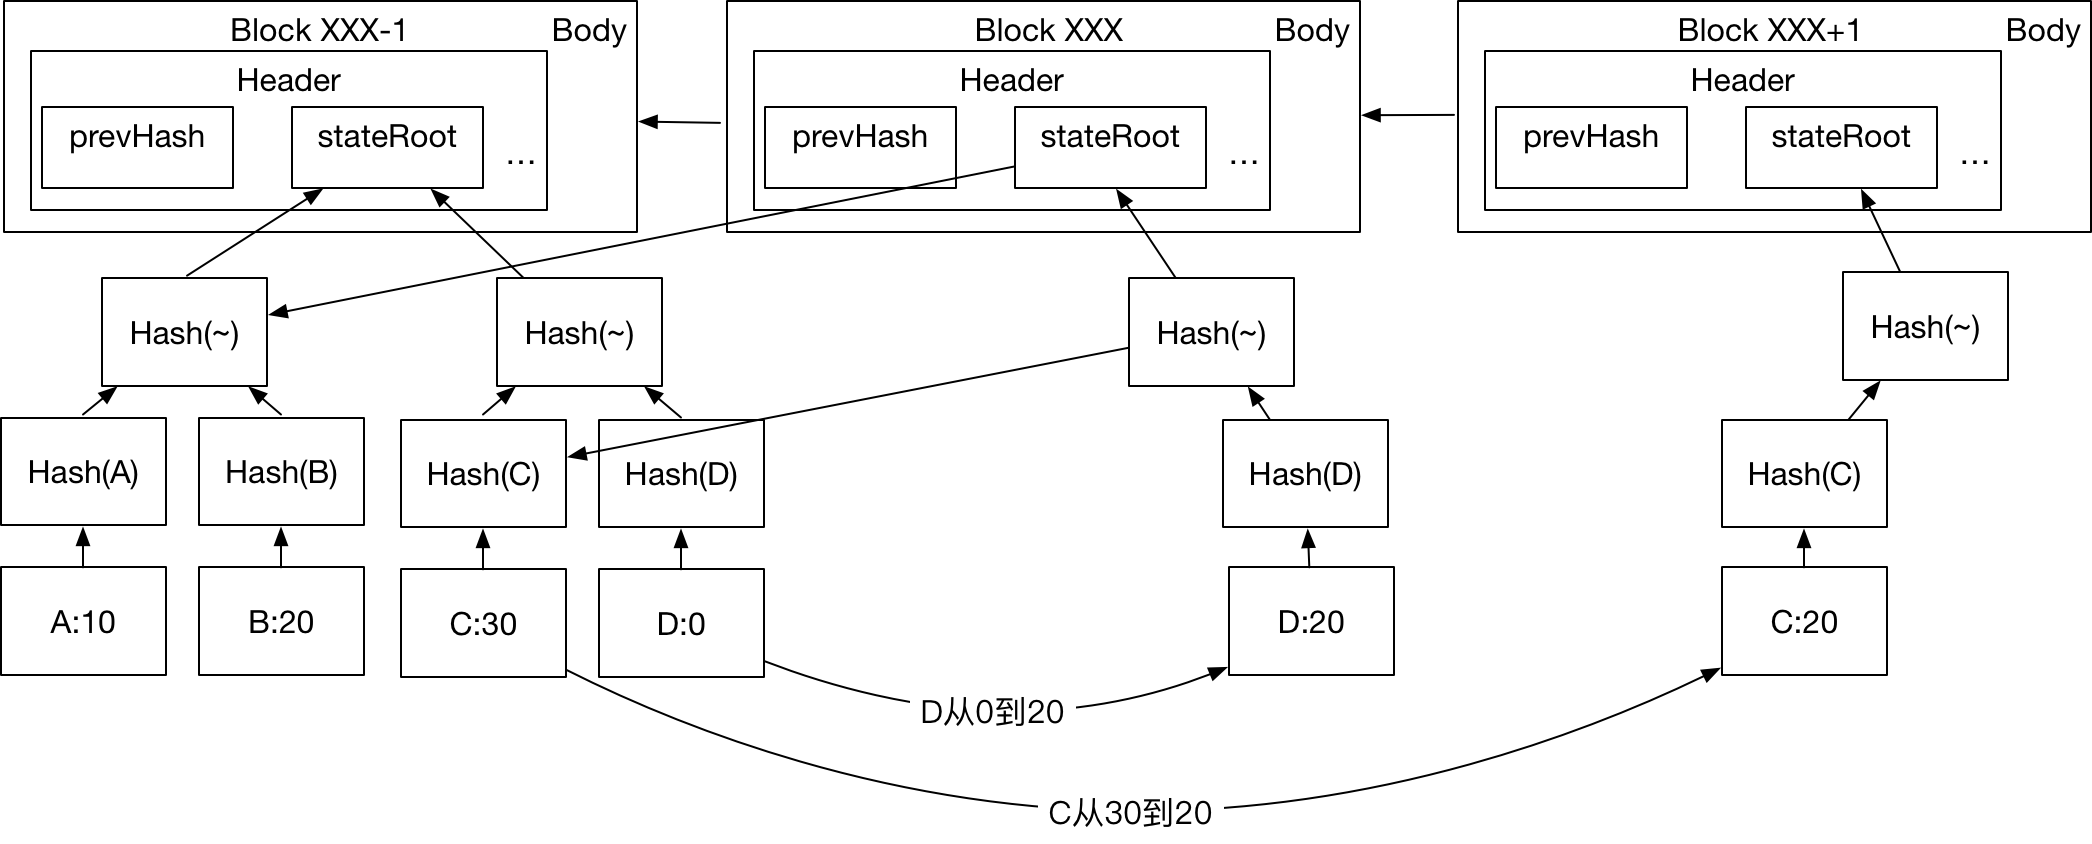 Block XXX-1
Body
Header
prevHash
stateRoot
...
Block XXX
Body
Header
prevHash
stateRoot
...
Block XXX+1
Body
Header
prevHash
stateRoot
...
Hash(~)
Hash(~)
Hash(~)
Hash(~)
Hash(A)
Hash(B)
Hash(C)
Hash(D)
Hash(D)
Hash(C)
A:10
B:20
C:30
D:0
D:20
C:20
D从0到20
C从30到20